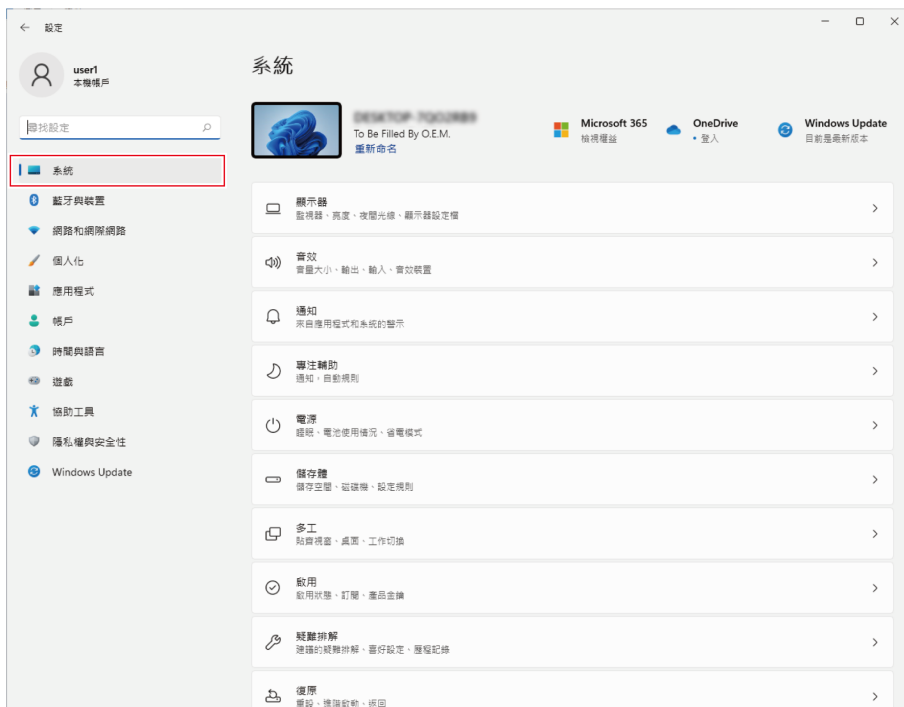 設定
user1
本機帳戶
尋找設定
系統
藍牙與裝置
網路和網際網路
個人化
應用程式
帳戶
時間與語言
遊戲
協助工具
隱私權與安全性
Windows Update
系統
To Be Filled By O.E.M.
重新命名
Microsoft 365
檢視權益
OneDrive
• 登入
Windows Update
目前是最新版本
顯示器
監視器、亮度、夜間光線、顯示器設定檔
音效
音量大小、輸出、輸入、音效裝置
通知
來自應用程式和系統的警示
專注輔助
通知，自動規則
電源
睡眠、電池使用情況、省電模式
儲存體
儲存空間、磁碟機、設定規則
多工
貼齊視窗、桌面、工作切換
啟用
啟用狀態、訂閱、產品金鑰
疑難排解
建議的疑難排解、喜好設定、歷程記錄
復原
重設、進階啟動、返回